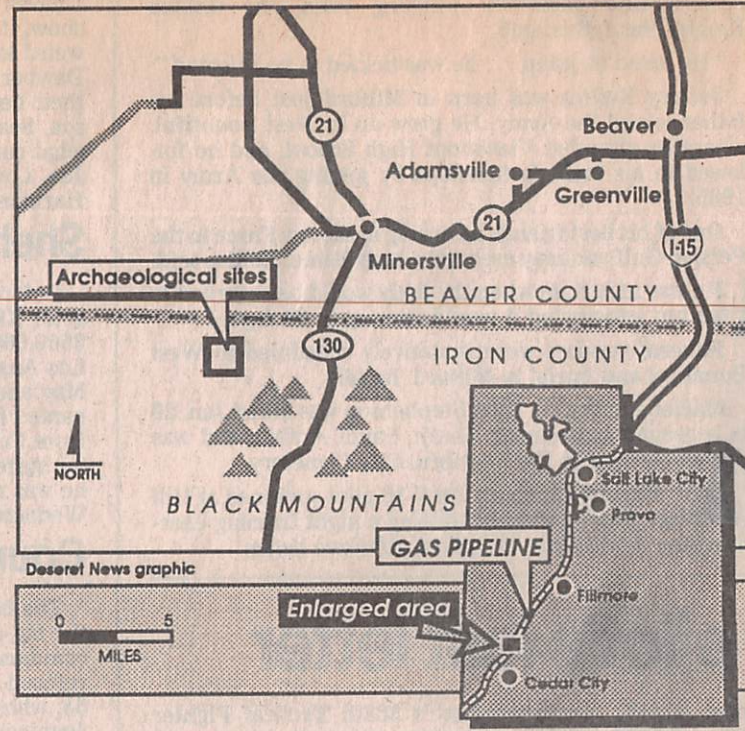 21
Beaver
Adamsville
Greenville
21
Minersville
I-15
Archaeological sites
BEAVER COUNTY
IRON COUNTY
130
NORTH
BLACK MOUNTAINS
Salt Lake City
Provo
GAS PIPELINE
Deseret News graphic
Fillmore
Enlarged area
0 5
MILES
Cedar City